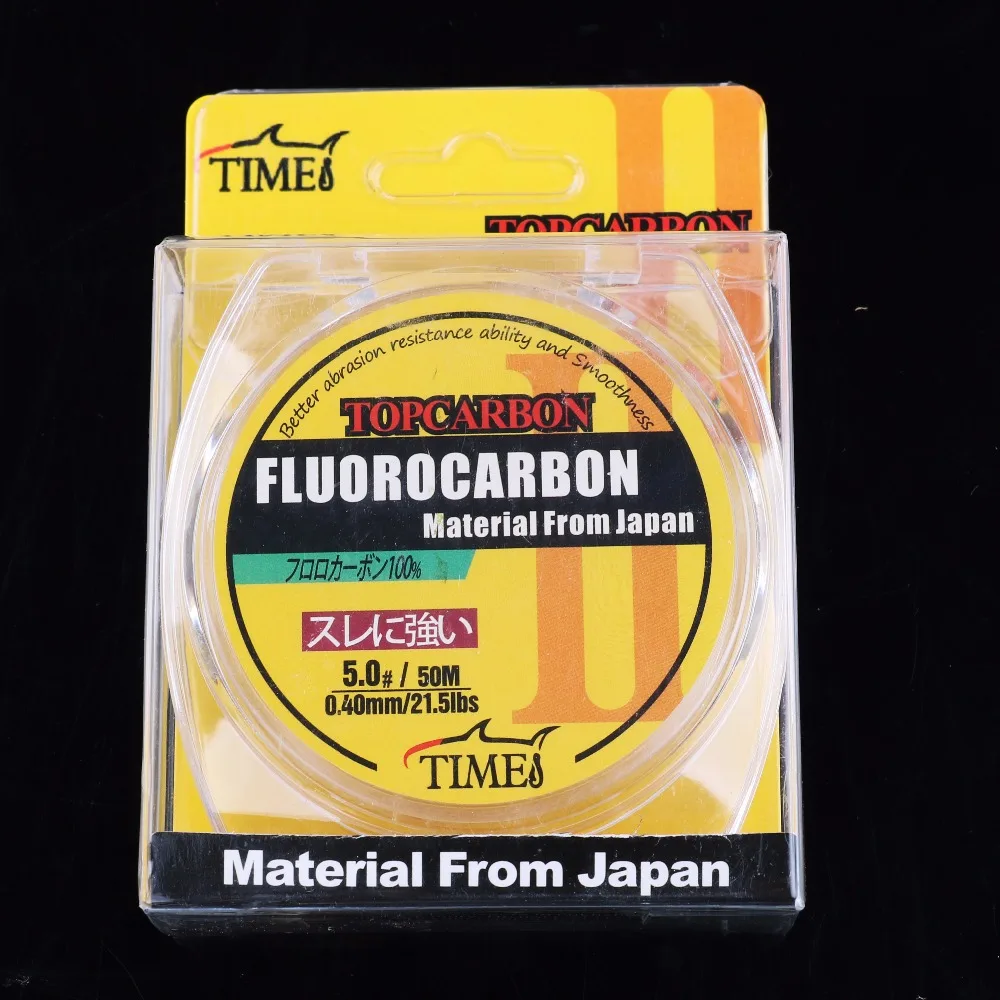 TIMES
TOPCARBON
Better abrasion resistance ability and Smoothness
TOPCARBON
FLUOROCARBON
Material From Japan
フロロカーボン100%
スレに強い
5.0# / 50M
0.40mm/21.5lbs
TIMES
Material From Japan